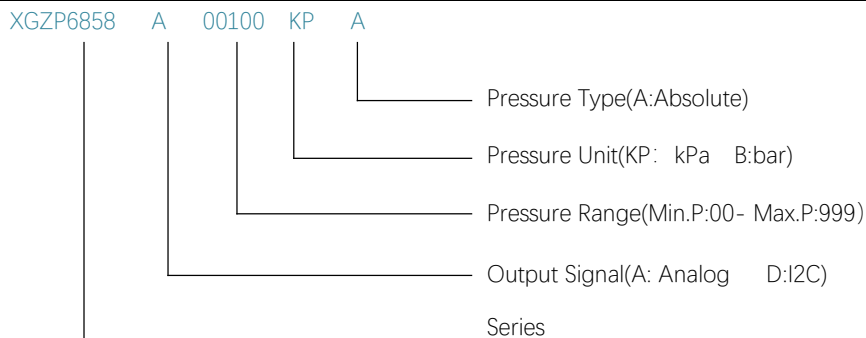 XGZP6858 A 00100 KP A
Pressure Type(A:Absolute)
Pressure Unit(KP： kPa B:bar)
Pressure Range(Min.P:00- Max.P:999）
Output Signal(A: Analog D:I2C)
Series